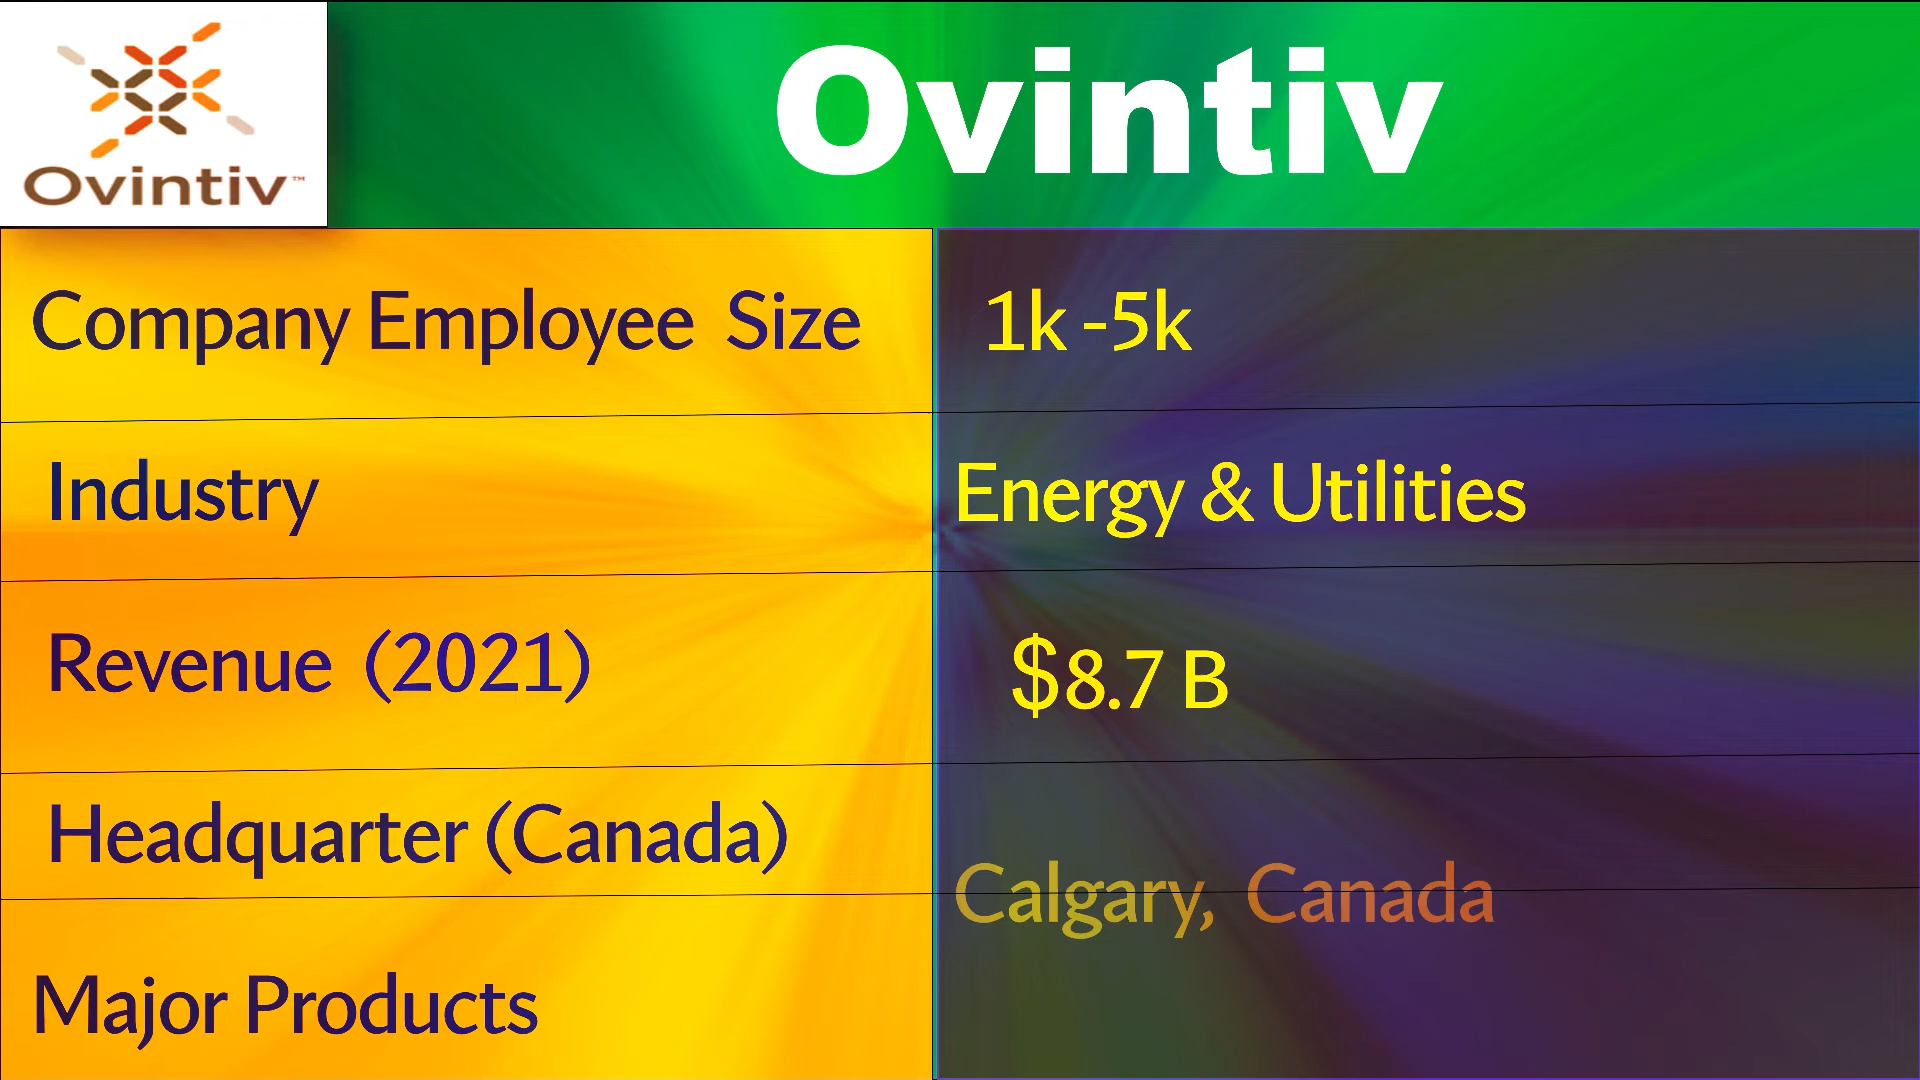 Ovintiv™
Ovintiv
Company Employee Size
1k -5k
Industry
Energy & Utilities
Revenue (2021)
$8.7 B
Headquarter (Canada)
Calgary, Canada
Major Products